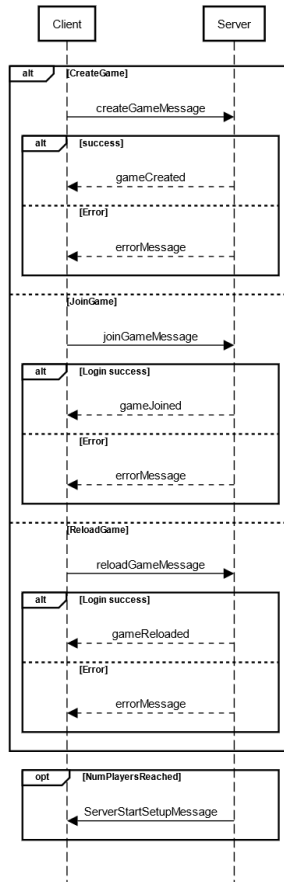 Client
Server
alt
[CreateGame]
createGameMessage
alt
[success]
gameCreated
[Error]
errorMessage
[JoinGame]
joinGameMessage
alt
[Login success]
gameJoined
[Error]
errorMessage
[ReloadGame]
reloadGameMessage
alt
[Login success]
gameReloaded
[Error]
errorMessage
opt
[NumPlayersReached]
ServerStartSetupMessage